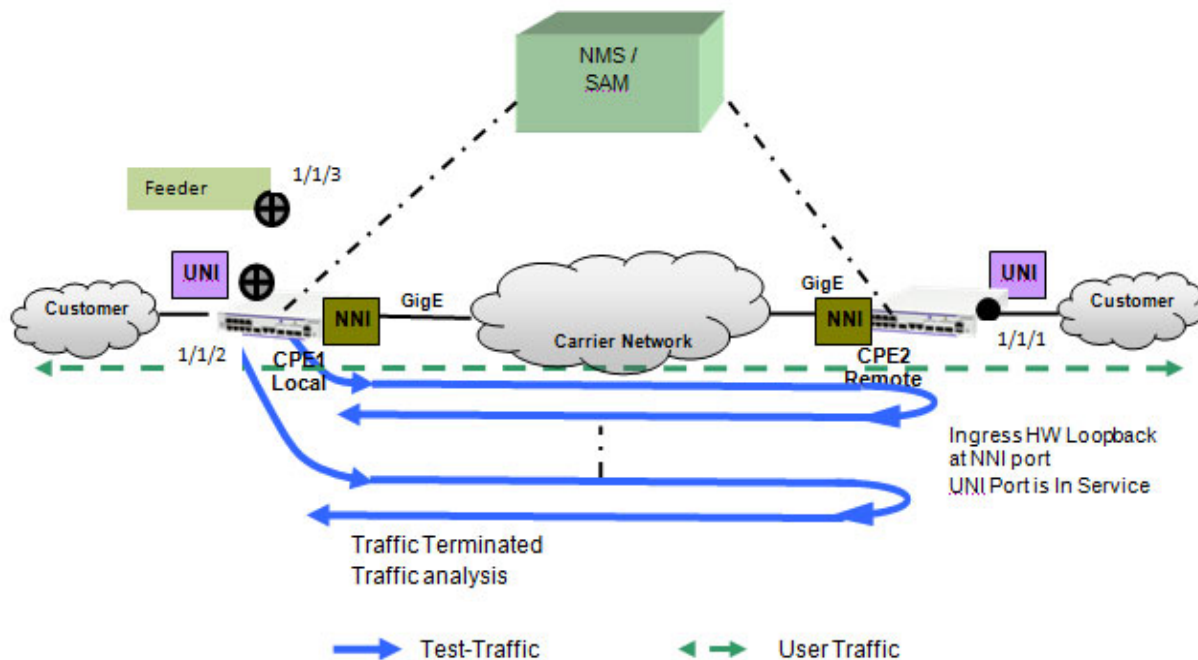 NMS /
SAM
1/1/3
Feeder
UNI
UNI
Customer
NNI
GigE
Carrier Network
GigE
NNI
Customer
1/1/2
CPE1
Local
CPE2
Remote
1/1/1
Ingress HW Loopback
at NNI port
UNI Port is In Service
Traffic Terminated
Traffic analysis
Test-Traffic
User Traffic